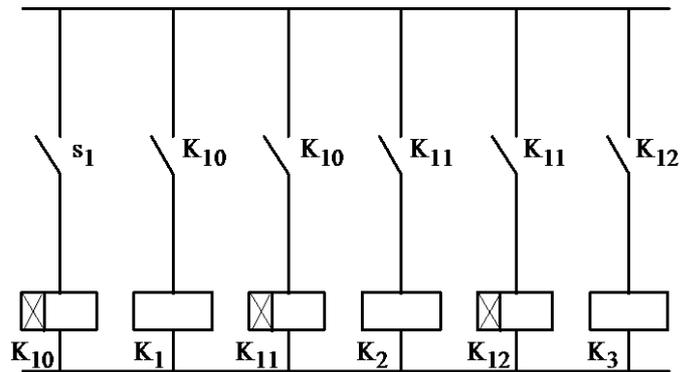 s₁ K₁₀ K₁₀ K₁₁ K₁₁ K₁₂
K₁₀ K₁ K₁₁ K₂ K₁₂ K₃